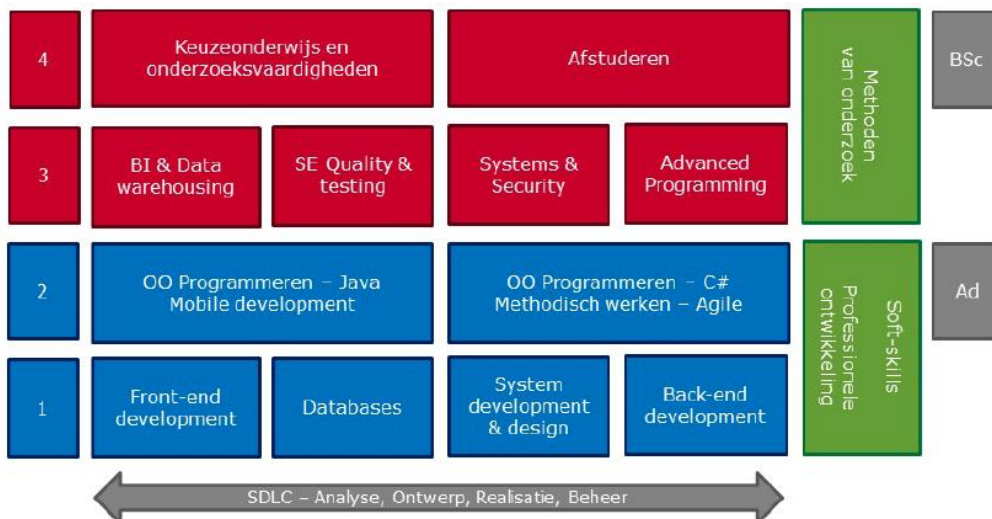 4
Keuzeonderwijs en
onderzoeksvaardigheden
Afstuderen
Methoden
van onderzoek
BSc
3
BI & Data
warehousing
SE Quality &
testing
Systems &
Security
Advanced
Programming
2
OO Programmeren – Java
Mobile development
OO Programmeren – C#
Methodisch werken – Agile
Soft-skills
Professionele
ontwikkeling
Ad
1
Front-end
development
Databases
System
development
& design
Back-end
development
SDLC – Analyse, Ontwerp, Realisatie, Beheer